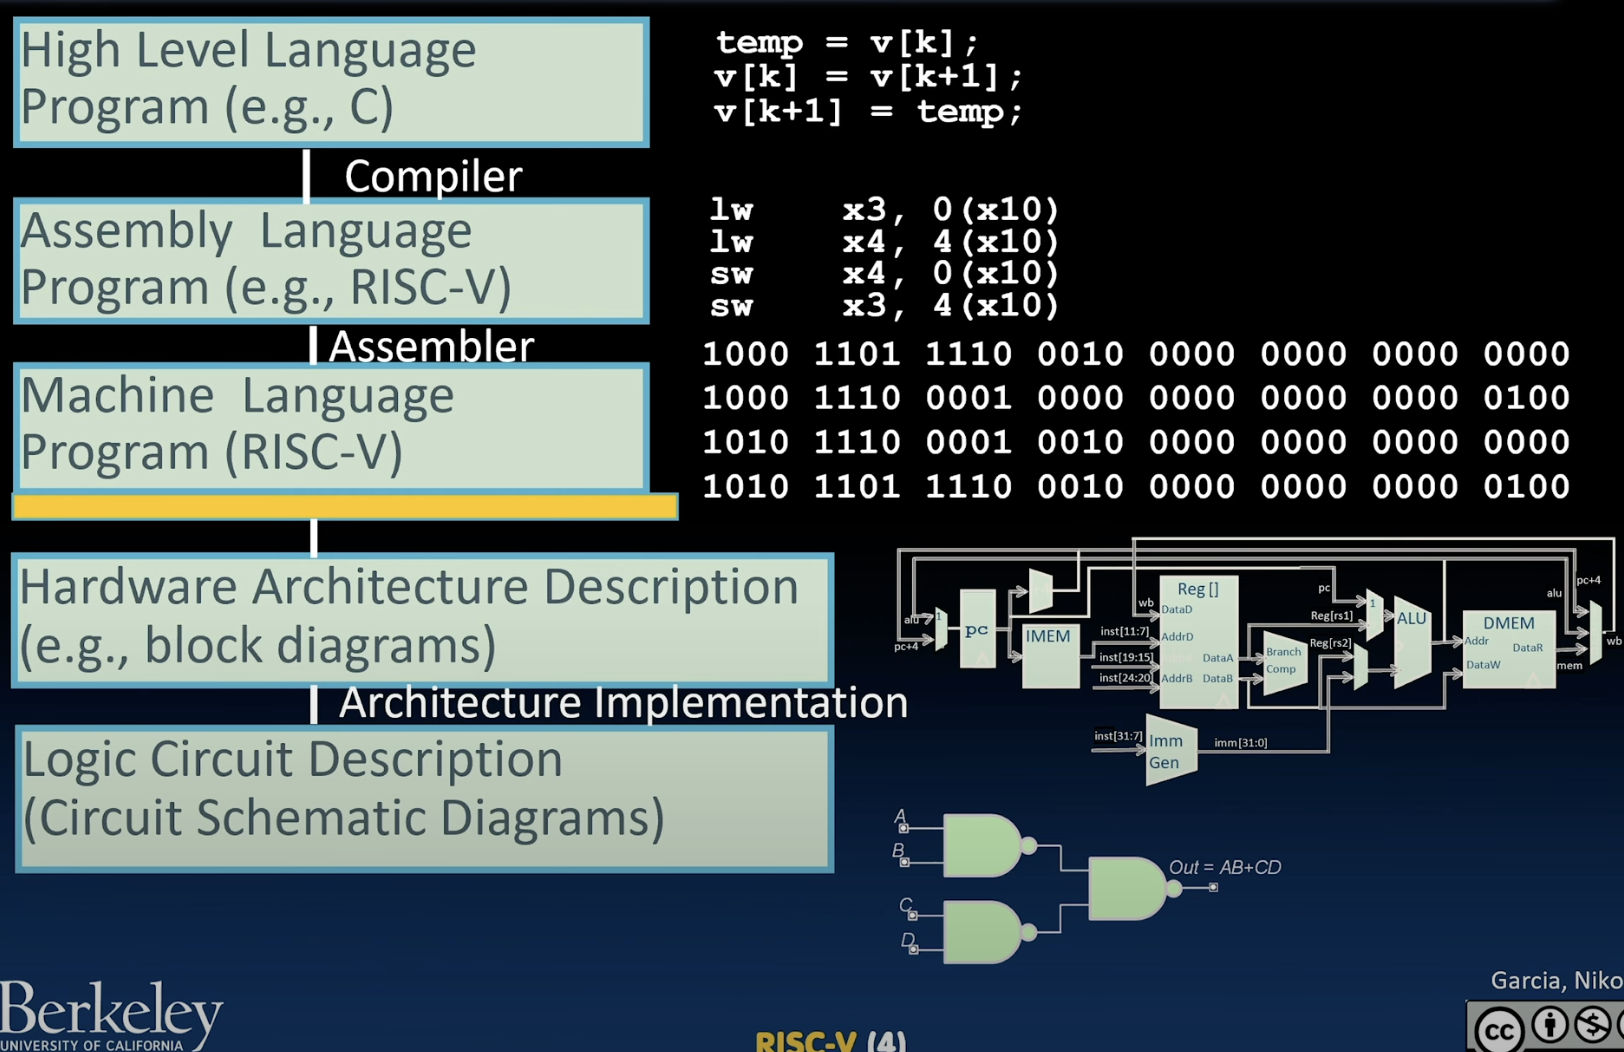 High Level Language
Program (e.g., C)
temp = v[k];
v[k] = v[k+1];
v[k+1] = temp;
Compiler
Assembly Language
Program (e.g., RISC-V)
lw x3, 0(x10)
lw x4, 4(x10)
sw x4, 0(x10)
sw x3, 4(x10)
Assembler
Machine Language
Program (RISC-V)
1000 1101 1110 0010 0000 0000 0000 0000
1000 1110 0001 0000 0000 0000 0000 0100
1010 1110 0001 0010 0000 0000 0000 0000
1010 1101 1110 0010 0000 0000 0000 0100
Hardware Architecture Description
(e.g., block diagrams)
alu
1
pc+4
pc
IMEM
inst[11:7]
inst[19:15]
inst[24:20]
wb
Reg []
DataD
AddrD
AddrB
DataA
DataB
Branch
Comp
pc
Reg[rs1]
Reg[rs2]
1
ALU
DMEM
Addr
DataR
DataW
alu
pc+4
mem
wb
inst[31:7]
Imm
Gen
imm[31:0]
Architecture Implementation
Logic Circuit Description
(Circuit Schematic Diagrams)
A
B
C
D
Out = AB+CD
Berkeley
UNIVERSITY OF CALIFORNIA
RISC-V (4)
Garcia, Niko
cc